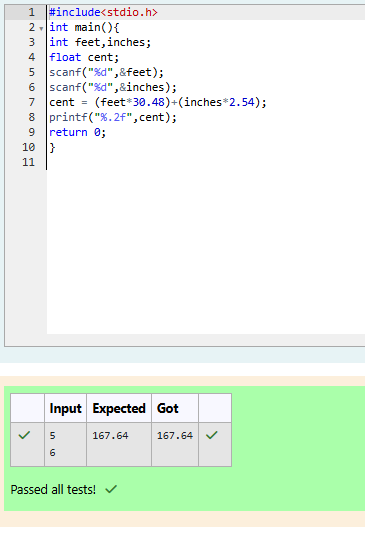 1 #include<stdio.h>
2 int main(){
3 int feet,inches;
4 float cent;
5 scanf("%d",&feet);
6 scanf("%d",&inches);
7 cent = (feet*30.48)+(inches*2.54);
8 printf("%.2f",cent);
9 return 0;
10 }
11
Input Expected Got
5 167.64 167.64
6
Passed all tests!